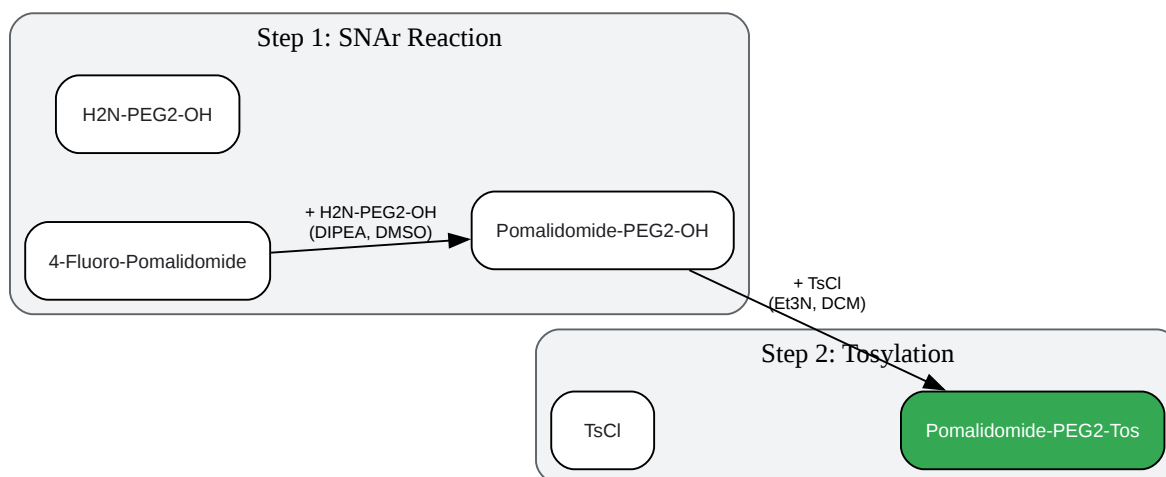 Step 1: SNAr Reaction
H2N-PEG2-OH
+ H2N-PEG2-OH
(DIPEA, DMSO)
4-Fluoro-Pomalidomide
Pomalidomide-PEG2-OH
+ TsCl
(Et3N, DCM)
Step 2: Tosylation
TsCl
Pomalidomide-PEG2-Tos